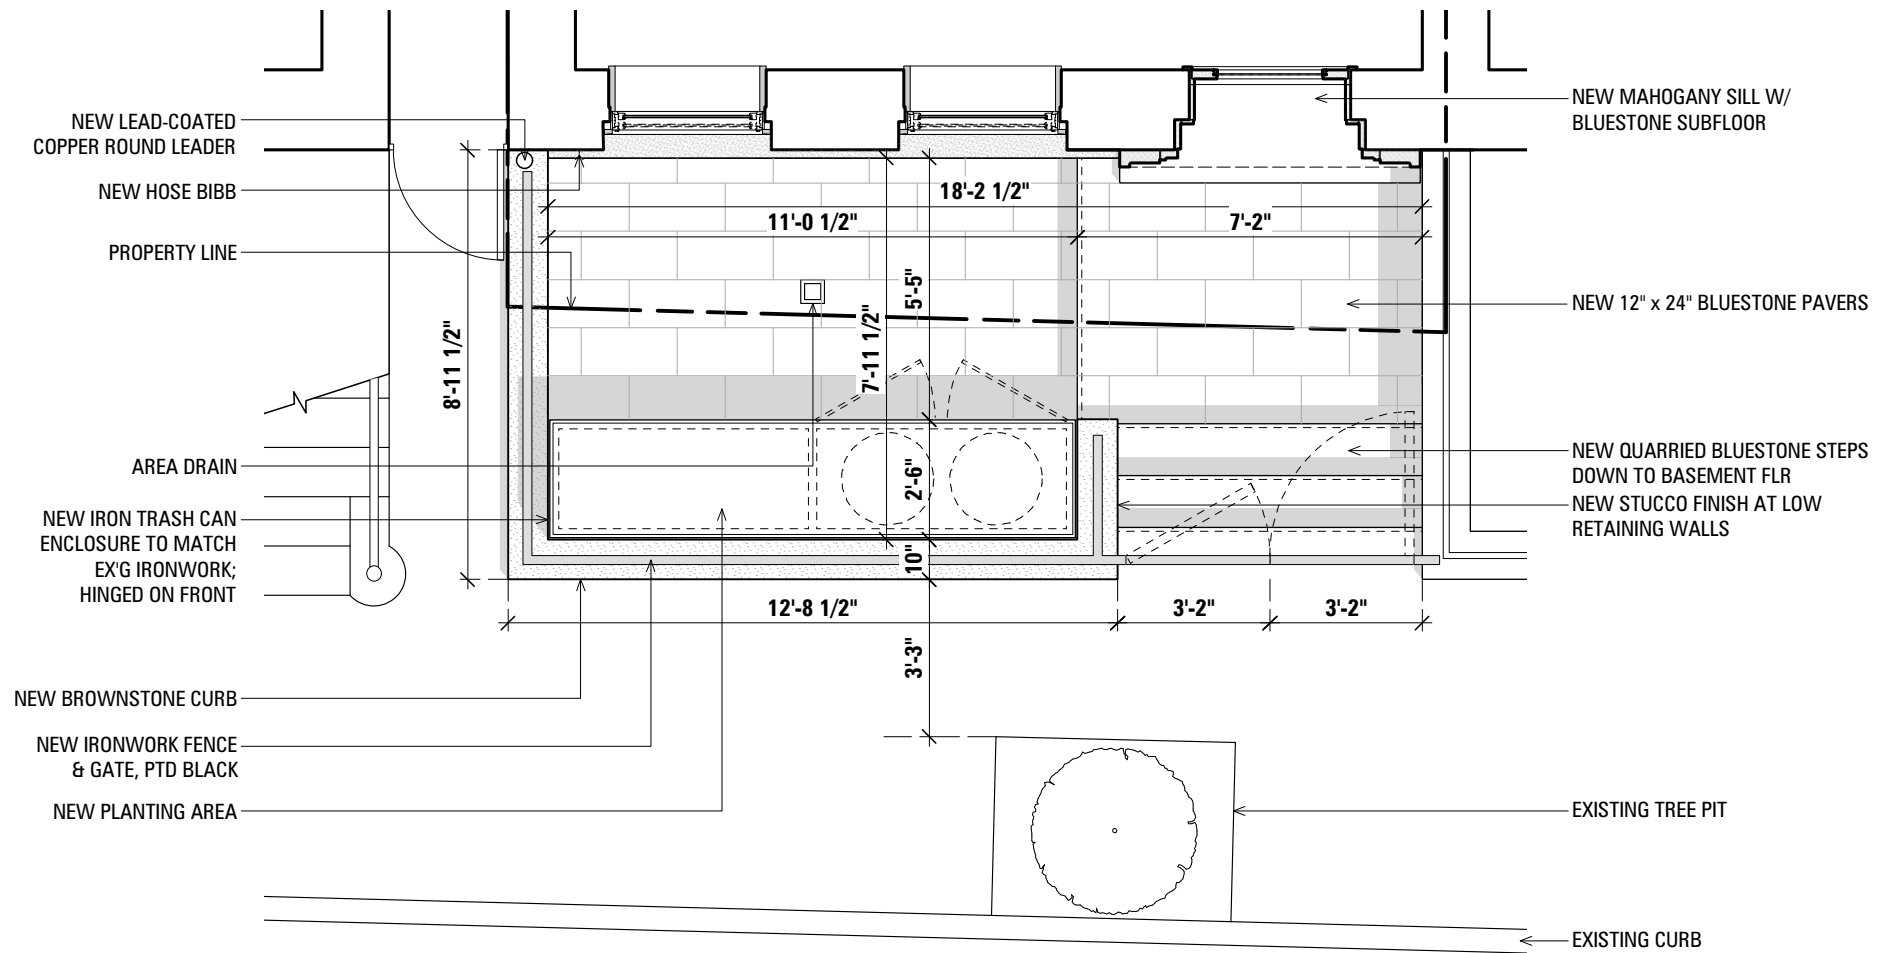 NEW LEAD-COATED
COPPER ROUND LEADER
NEW HOSE BIBB
PROPERTY LINE
AREA DRAIN
NEW IRON TRASH CAN
ENCLOSURE TO MATCH
EX'G IRONWORK;
HINGED ON FRONT
NEW BROWNSTONE CURB
NEW IRONWORK FENCE
& GATE, PTD BLACK
NEW PLANTING AREA
18'-2 1/2"
11'-0 1/2"
7'-2"
5'-5"
7'-11 1/2"
8'-11 1/2"
2'-6"
10"
12'-8 1/2"
3'-2"
3'-2"
3'-3"
NEW MAHOGANY SILL W/
BLUESTONE SUBFLOOR
NEW 12" x 24" BLUESTONE PAVERS
NEW QUARRIED BLUESTONE STEPS
DOWN TO BASEMENT FLR
NEW STUCCO FINISH AT LOW
RETAINING WALLS
EXISTING TREE PIT
EXISTING CURB